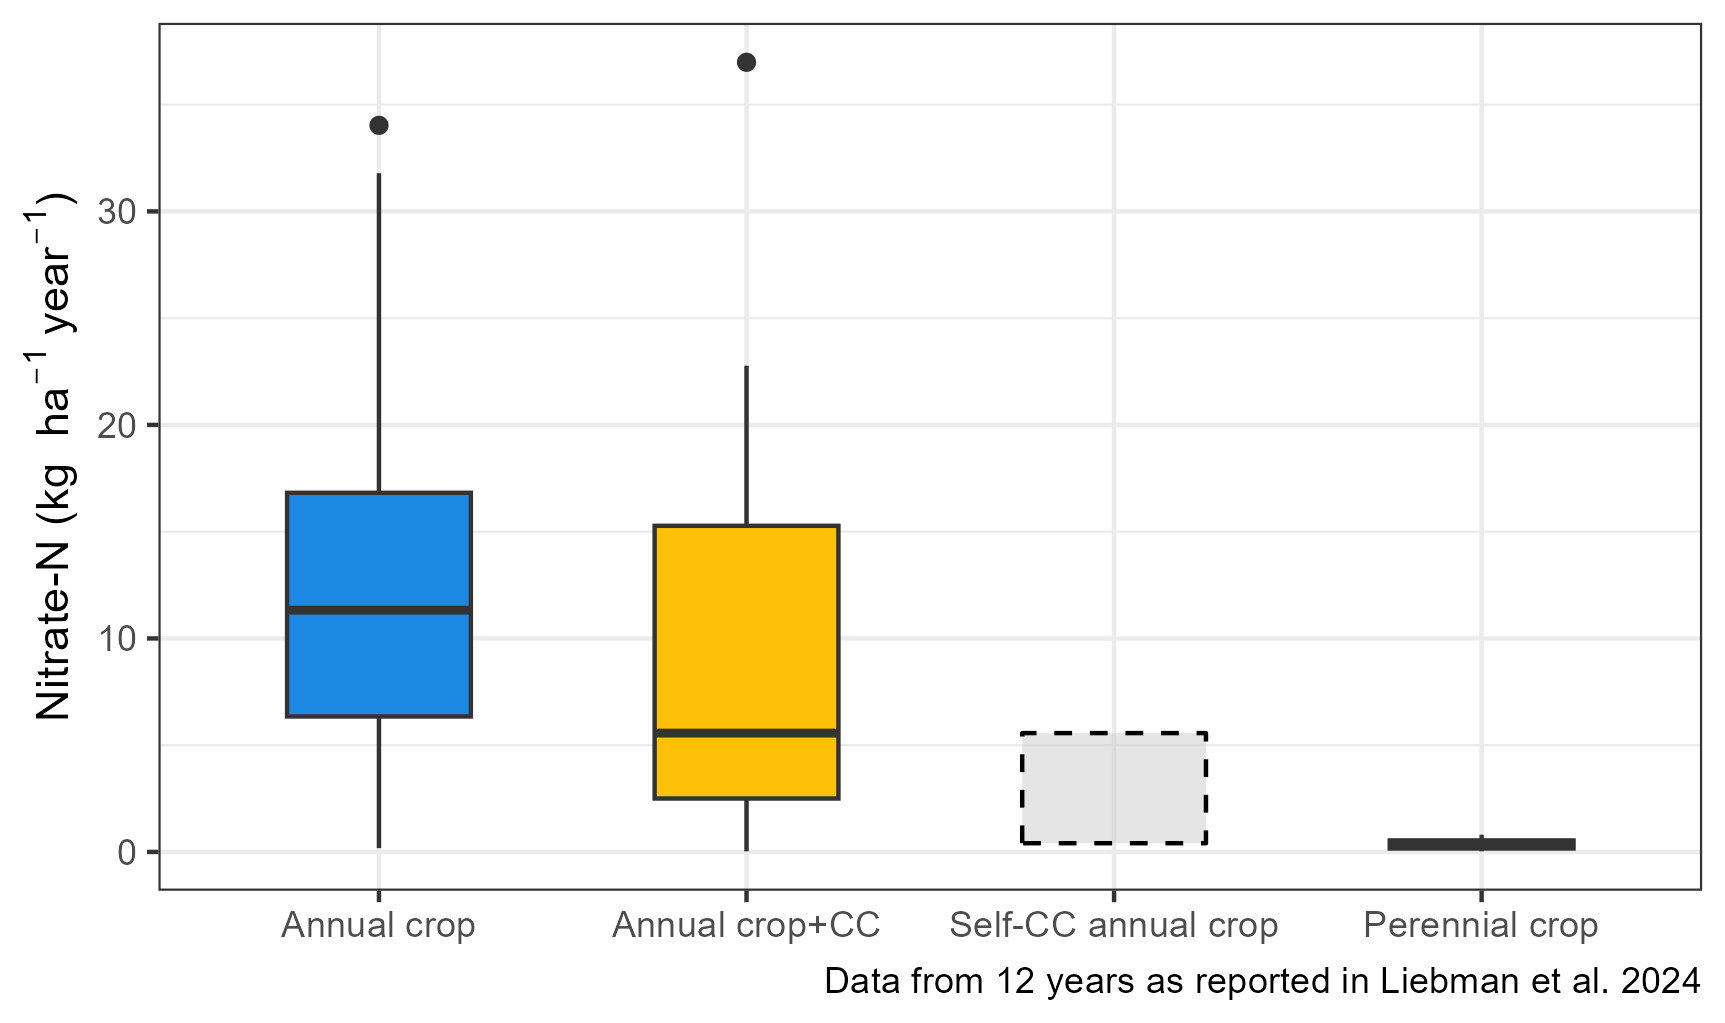 Nitrate-N (kg ha⁻¹ year⁻¹)
30
20
10
0
Annual crop
Annual crop+CC
Self-CC annual crop
Perennial crop
Data from 12 years as reported in Liebman et al. 2024